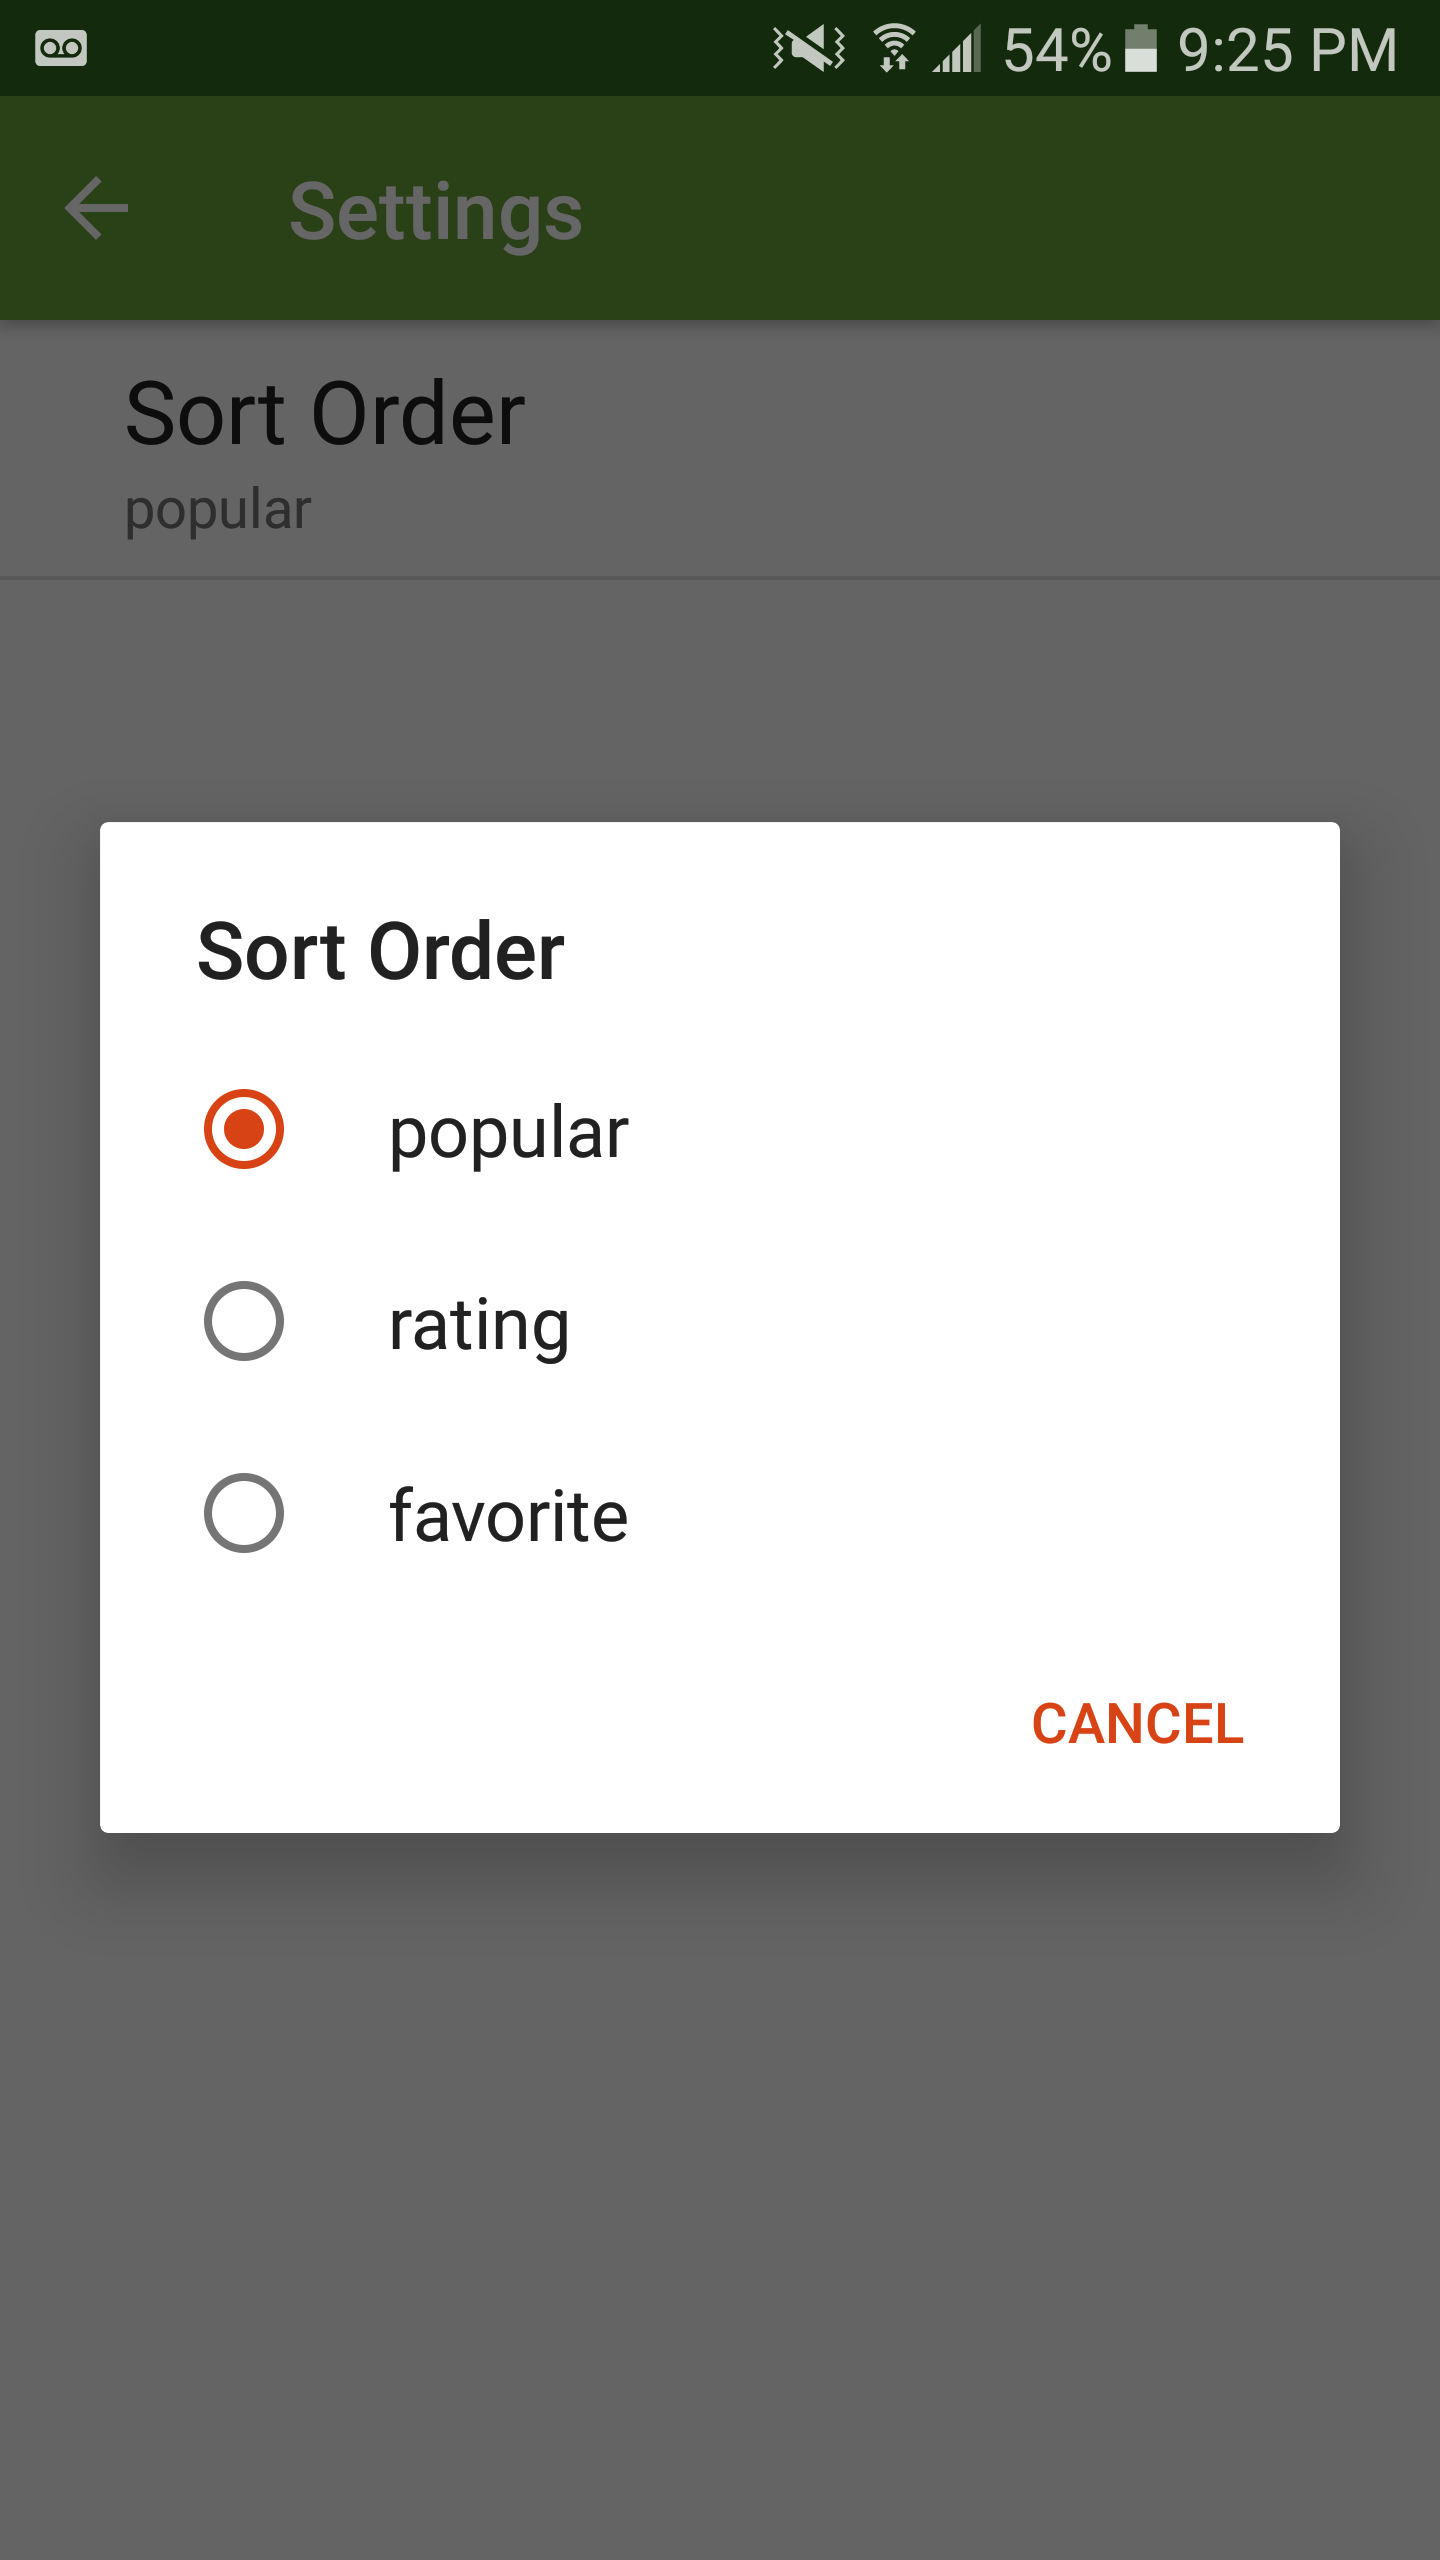 54% 9:25 PM
Settings
Sort Order
popular
Sort Order
popular
rating
favorite
CANCEL